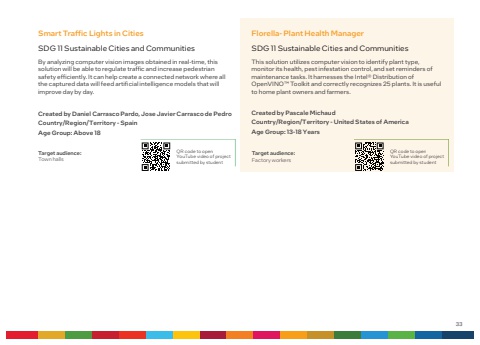 Smart Traffic Lights in Cities
SDG 11 Sustainable Cities and Communities
By analyzing computer vision images obtained in real-time, this
solution will be able to regulate traffic and increase pedestrian
safety efficiently. It can help create a connected network where all
the captured data will feed artificial intelligence models that will
improve day by day.
Created by Daniel Carrasco Pardo, Jose Javier Carrasco de Pedro
Country/Region/Territory - Spain
Age Group: Above 18
Target audience:
Town halls
QR code to open
YouTube video of project
submitted by student
Florella- Plant Health Manager
SDG 11 Sustainable Cities and Communities
This solution utilizes computer vision to identify plant type,
monitor its health, pest infestation control, and set reminders of
maintenance tasks. It harnesses the Intel® Distribution of
OpenVINO™ Toolkit and correctly recognizes 25 plants. It is useful
to home plant owners and farmers.
Created by Pascale Michaud
Country/Region/Territory - United States of America
Age Group: 13-18 Years
Target audience:
Factory workers
QR code to open
YouTube video of project
submitted by student
33